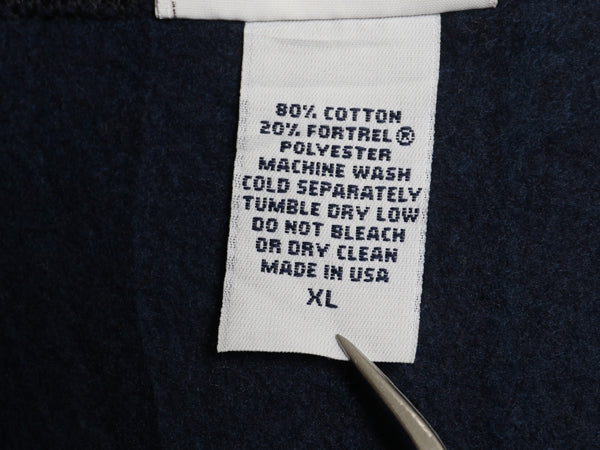 80% COTTON
20% FORTREL®
POLYESTER
MACHINE WASH
COLD SEPARATELY
TUMBLE DRY LOW
DO NOT BLEACH
OR DRY CLEAN
MADE IN USA
XL